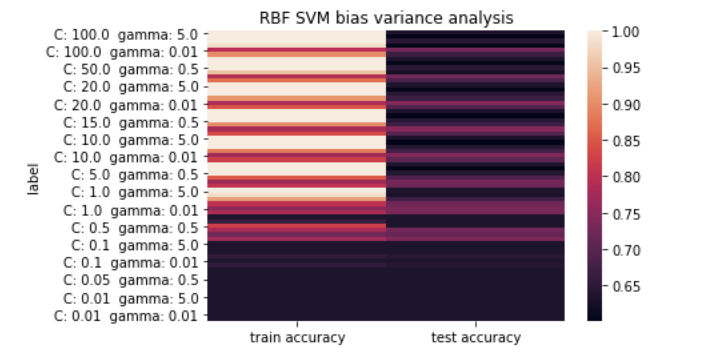 RBF SVM bias variance analysis
C: 100.0 gamma: 5.0
C: 100.0 gamma: 0.01
C: 50.0 gamma: 0.5
C: 20.0 gamma: 5.0
C: 20.0 gamma: 0.01
C: 15.0 gamma: 0.5
C: 10.0 gamma: 5.0
C: 10.0 gamma: 0.01
C: 5.0 gamma: 0.5
C: 1.0 gamma: 5.0
C: 1.0 gamma: 0.01
C: 0.5 gamma: 0.5
C: 0.1 gamma: 5.0
C: 0.1 gamma: 0.01
C: 0.05 gamma: 0.5
C: 0.01 gamma: 5.0
C: 0.01 gamma: 0.01
label
train accuracy
test accuracy
1.00
0.95
0.90
0.85
0.80
0.75
0.70
0.65